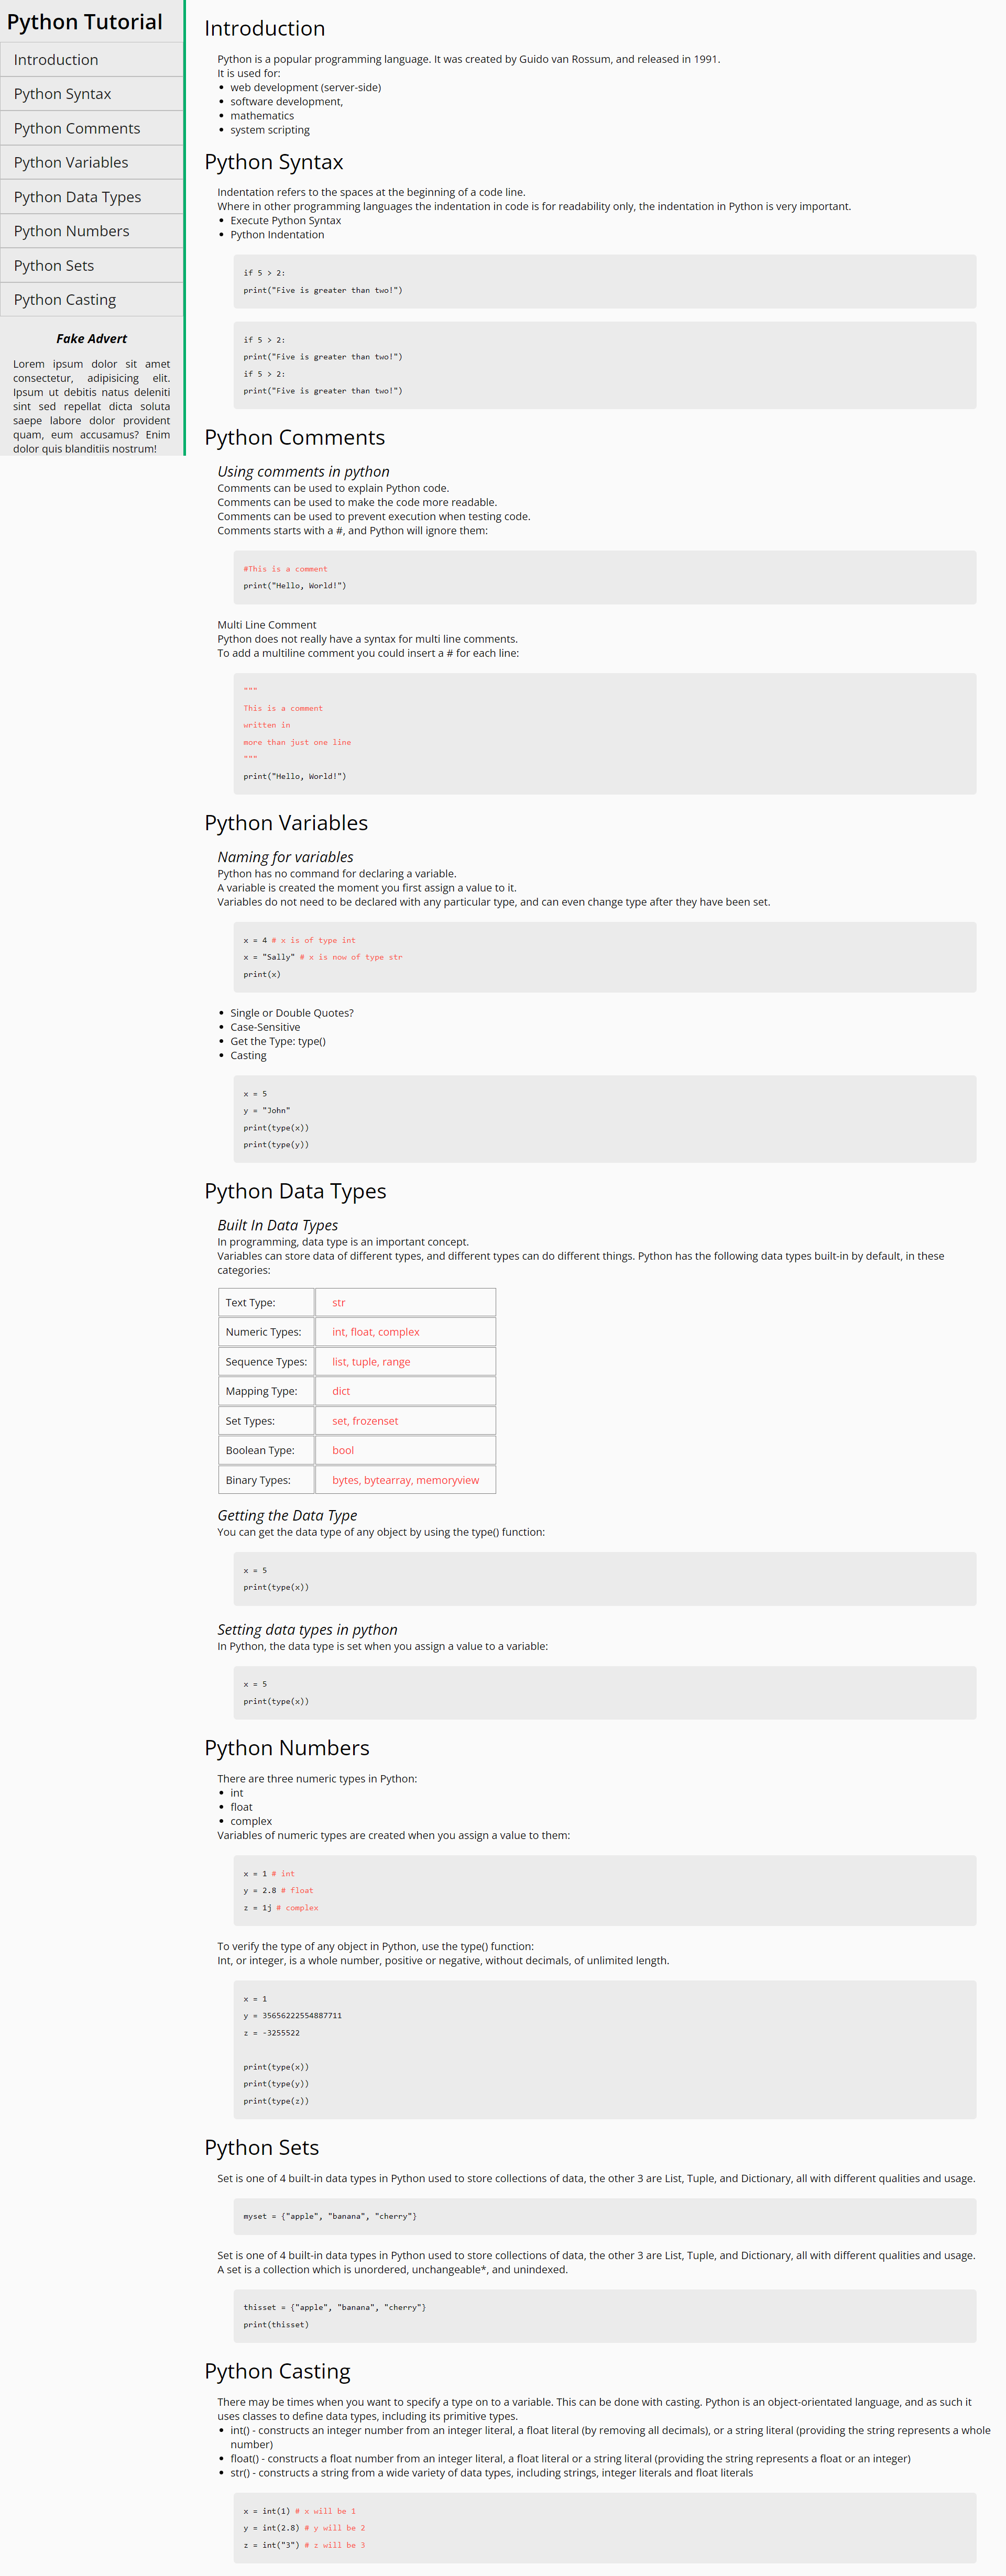 Python Tutorial
Introduction
Python Syntax
Python Comments
Python Variables
Python Data Types
Python Numbers
Python Sets
Python Casting
Fake Advert
Lorem ipsum dolor sit amet
consectetur, adipisicing elit.
Ipsum ut debitis natus deleniti
sint sed repellat dicta soluta
saepe labore dolor provident
quam, eum accusamus? Enim
dolor quis blanditiis nostrum!
Introduction
Python is a popular programming language. It was created by Guido van Rossum, and released in 1991.
It is used for:
• web development (server-side)
• software development,
• mathematics
• system scripting
Python Syntax
Indentation refers to the spaces at the beginning of a code line.
Where in other programming languages the indentation in code is for readability only, the indentation in Python is very important.
• Execute Python Syntax
• Python Indentation
if 5 > 2:
print("Five is greater than two!")
if 5 > 2:
print("Five is greater than two!")
if 5 > 2:
print("Five is greater than two!")
Python Comments
Using comments in python
Comments can be used to explain Python code.
Comments can be used to make the code more readable.
Comments can be used to prevent execution when testing code.
Comments starts with a #, and Python will ignore them:
#This is a comment
print("Hello, World!")
Multi Line Comment
Python does not really have a syntax for multi line comments.
To add a multiline comment you could insert a # for each line:
"""
This is a comment
written in
more than just one line
"""
print("Hello, World!")
Python Variables
Naming for variables
Python has no command for declaring a variable.
A variable is created the moment you first assign a value to it.
Variables do not need to be declared with any particular type, and can even change type after they have been set.
x = 4 # x is of type int
x = "Sally" # x is now of type str
print(x)
• Single or Double Quotes?
• Case-Sensitive
• Get the Type: type()
• Casting
x = 5
y = "John"
print(type(x))
print(type(y))
Python Data Types
Built In Data Types
In programming, data type is an important concept.
Variables can store data of different types, and different types can do different things. Python has the following data types built-in by default, in these
categories:
Text Type: str
Numeric Types: int, float, complex
Sequence Types: list, tuple, range
Mapping Type: dict
Set Types: set, frozenset
Boolean Type: bool
Binary Types: bytes, bytearray, memoryview
Getting the Data Type
You can get the data type of any object by using the type() function:
x = 5
print(type(x))
Setting data types in python
In Python, the data type is set when you assign a value to a variable:
x = 5
print(type(x))
Python Numbers
There are three numeric types in Python:
• int
• float
• complex
Variables of numeric types are created when you assign a value to them:
x = 1 # int
y = 2.8 # float
z = 1j # complex
To verify the type of any object in Python, use the type() function:
Int, or integer, is a whole number, positive or negative, without decimals, of unlimited length.
x = 1
y = 35656222554887711
z = -3255522
print(type(x))
print(type(y))
print(type(z))
Python Sets
Set is one of 4 built-in data types in Python used to store collections of data, the other 3 are List, Tuple, and Dictionary, all with different qualities and usage.
myset = {"apple", "banana", "cherry"}
Set is one of 4 built-in data types in Python used to store collections of data, the other 3 are List, Tuple, and Dictionary, all with different qualities and usage.
A set is a collection which is unordered, unchangeable*, and unindexed.
thisset = {"apple", "banana", "cherry"}
print(thisset)
Python Casting
There may be times when you want to specify a type on to a variable. This can be done with casting. Python is an object-orientated language, and as such it
uses classes to define data types, including its primitive types.
• int() - constructs an integer number from an integer literal, a float literal (by removing all decimals), or a string literal (providing the string represents a whole
number)
• float() - constructs a float number from an integer literal, a float literal or a string literal (providing the string represents a float or an integer)
• str() - constructs a string from a wide variety of data types, including strings, integer literals and float literals
x = int(1) # x will be 1
y = int(2.8) # y will be 2
z = int("3") # z will be 3